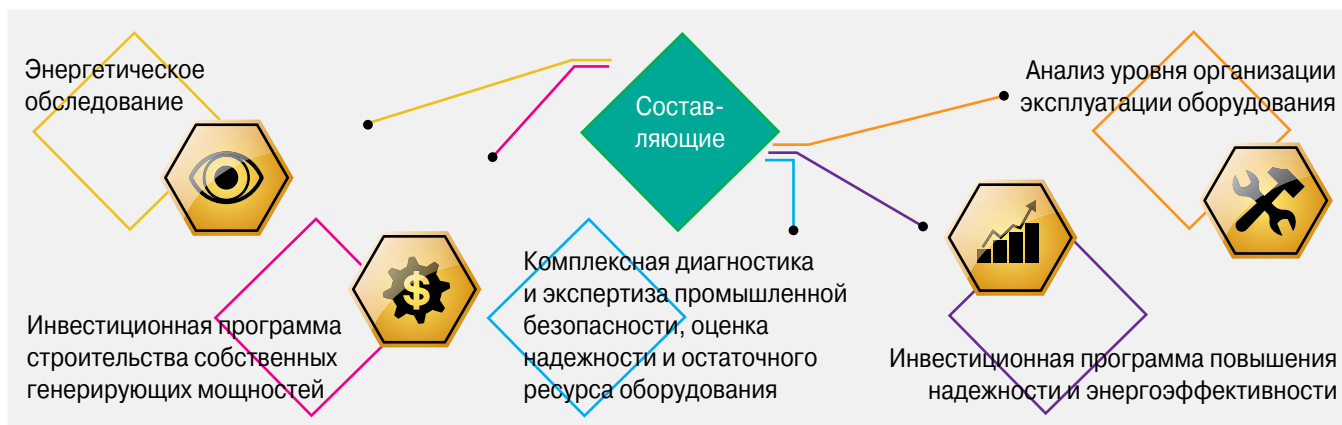 Энергетическое
обследование
Состав-
ляющие
Анализ уровня организации
эксплуатации оборудования
Инвестиционная программа
строительства собственных
генерирующих мощностей
Комплексная диагностика
и экспертиза промышленной
безопасности, оценка
надежности и остаточного
ресурса оборудования
Инвестиционная программа повышения
надежности и энергоэффективности
$